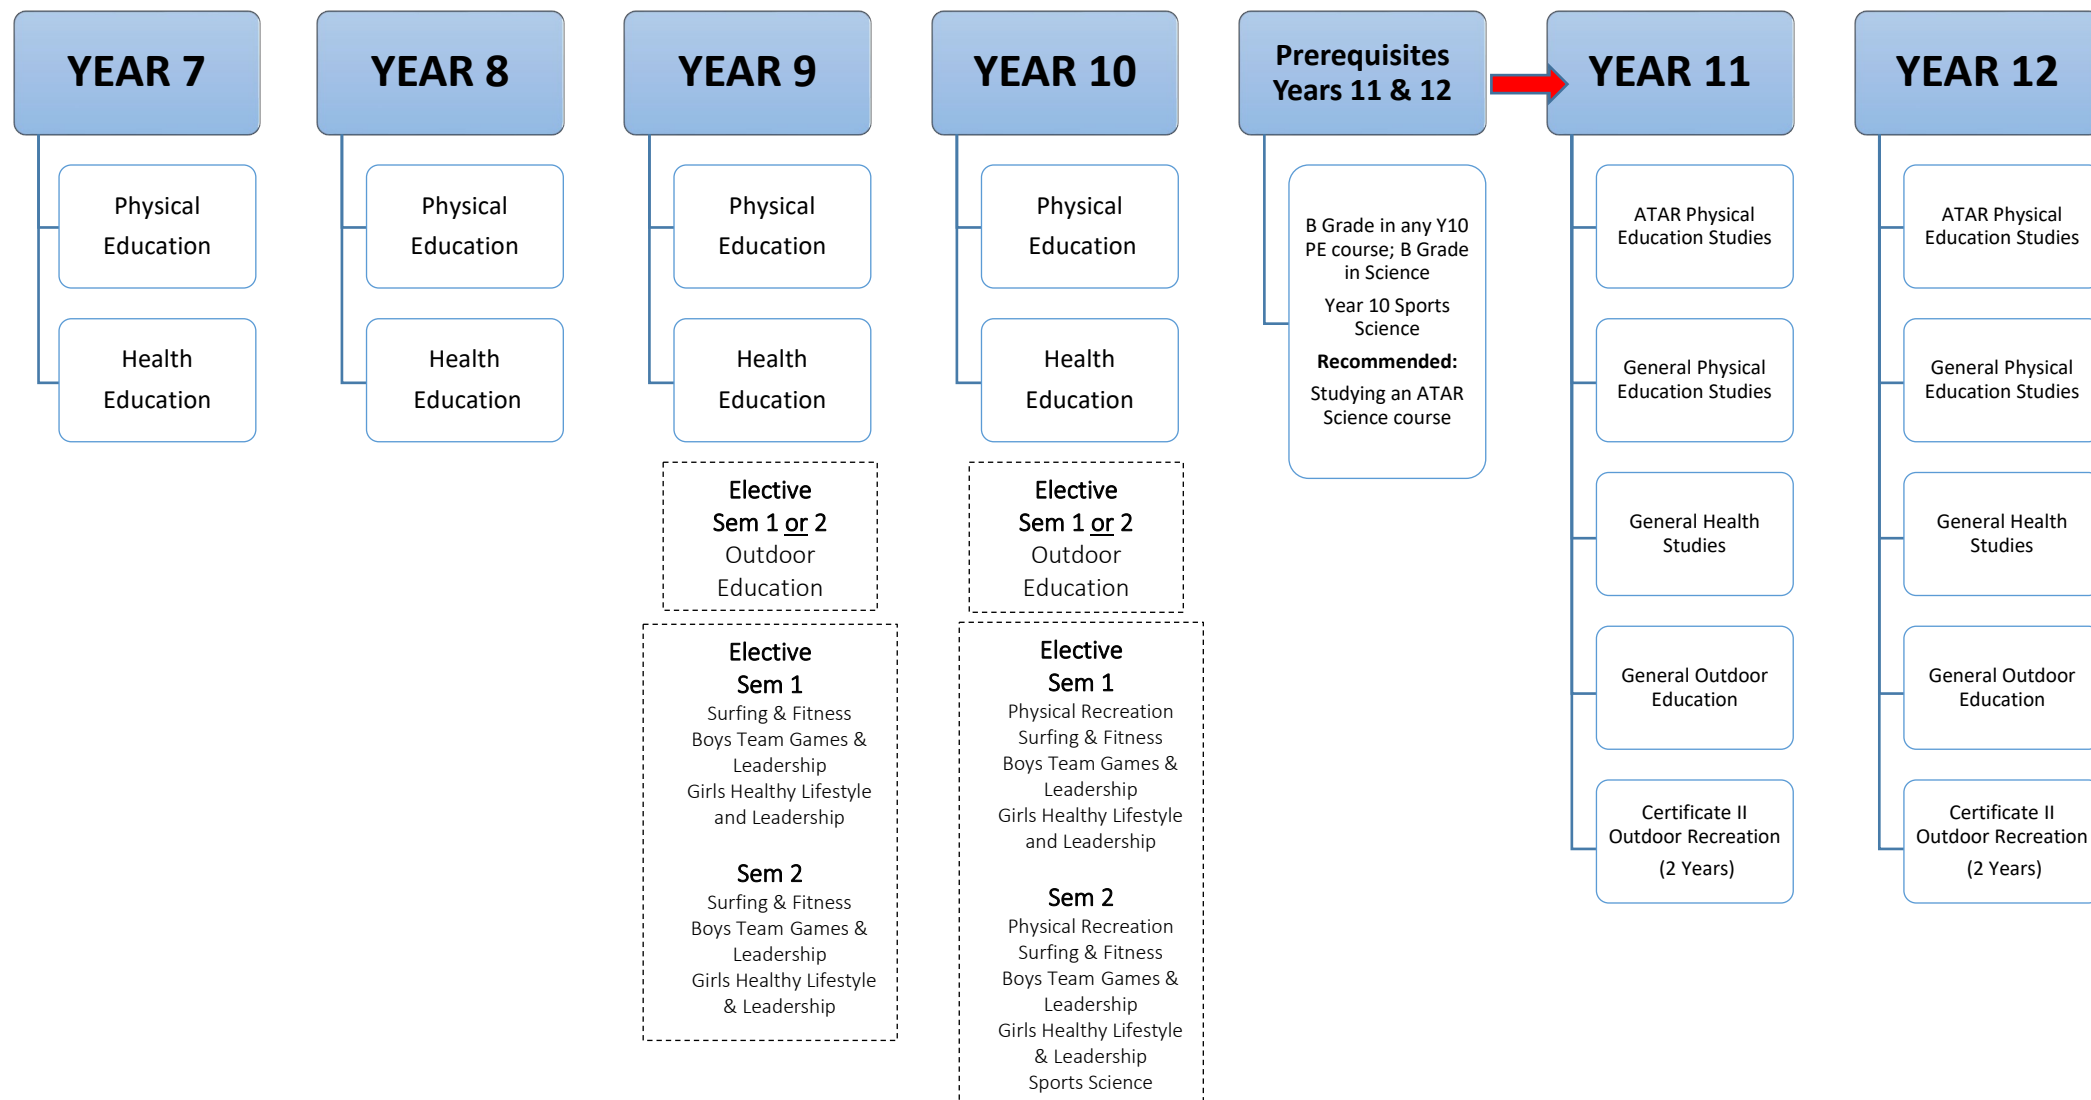 YEAR 7
Physical
Education
Health
Education
YEAR 8
Physical
Education
Health
Education
YEAR 9
Physical
Education
Health
Education
Elective
Sem 1 or 2
Outdoor
Education
Elective
Sem 1
Surfing & Fitness
Boys Team Games &
Leadership
Girls Healthy Lifestyle
and Leadership
Sem 2
Surfing & Fitness
Boys Team Games &
Leadership
Girls Healthy Lifestyle
& Leadership
YEAR 10
Physical
Education
Health
Education
Elective
Sem 1 or 2
Outdoor
Education
Elective
Sem 1
Physical Recreation
Surfing & Fitness
Boys Team Games &
Leadership
Girls Healthy Lifestyle
and Leadership
Sem 2
Physical Recreation
Surfing & Fitness
Boys Team Games &
Leadership
Girls Healthy Lifestyle
& Leadership
Sports Science
Prerequisites
Years 11 & 12
B Grade in any Y10
PE course; B Grade
in Science
Year 10 Sports
Science
Recommended:
Studying an ATAR
Science course
YEAR 11
ATAR Physical
Education Studies
General Physical
Education Studies
General Health
Studies
General Outdoor
Education
Certificate II
Outdoor Recreation
(2 Years)
YEAR 12
ATAR Physical
Education Studies
General Physical
Education Studies
General Health
Studies
General Outdoor
Education
Certificate II
Outdoor Recreation
(2 Years)